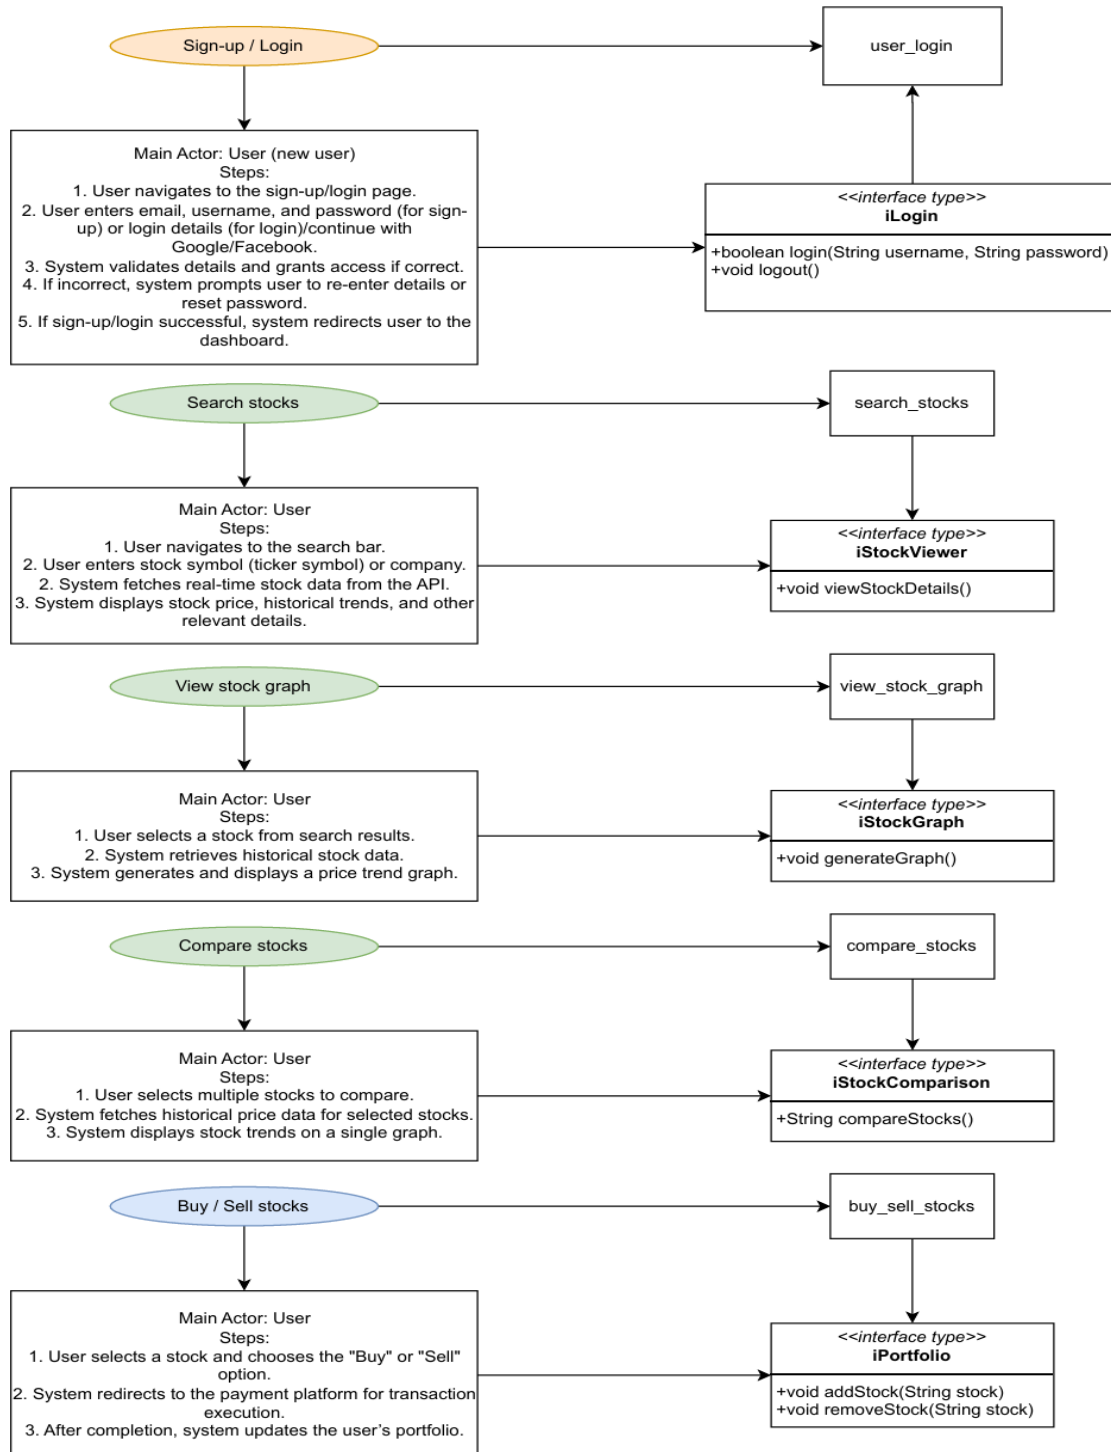 Sign-up / Login
user_login
Main Actor: User (new user)
Steps:
1. User navigates to the sign-up/login page.
2. User enters email, username, and password (for sign-
up) or login details (for login)/continue with
Google/Facebook.
3. System validates details and grants access if correct.
4. If incorrect, system prompts user to re-enter details or
reset password.
5. If sign-up/login successful, system redirects user to the
dashboard.
<<interface type>>
iLogin
+boolean login(String username, String password)
+void logout()
Search stocks
search_stocks
Main Actor: User
Steps:
1. User navigates to the search bar.
2. User enters stock symbol (ticker symbol) or company.
2. System fetches real-time stock data from the API.
3. System displays stock price, historical trends, and other
relevant details.
<<interface type>>
iStockViewer
+void viewStockDetails()
View stock graph
view_stock_graph
Main Actor: User
Steps:
1. User selects a stock from search results.
2. System retrieves historical stock data.
3. System generates and displays a price trend graph.
<<interface type>>
iStockGraph
+void generateGraph()
Compare stocks
compare_stocks
Main Actor: User
Steps:
1. User selects multiple stocks to compare.
2. System fetches historical price data for selected stocks.
3. System displays stock trends on a single graph.
<<interface type>>
iStockComparison
+String compareStocks()
Buy / Sell stocks
buy_sell_stocks
Main Actor: User
Steps:
1. User selects a stock and chooses the "Buy" or "Sell"
option.
2. System redirects to the payment platform for transaction
execution.
3. After completion, system updates the user's portfolio.
<<interface type>>
iPortfolio
+void addStock(String stock)
+void removeStock(String stock)